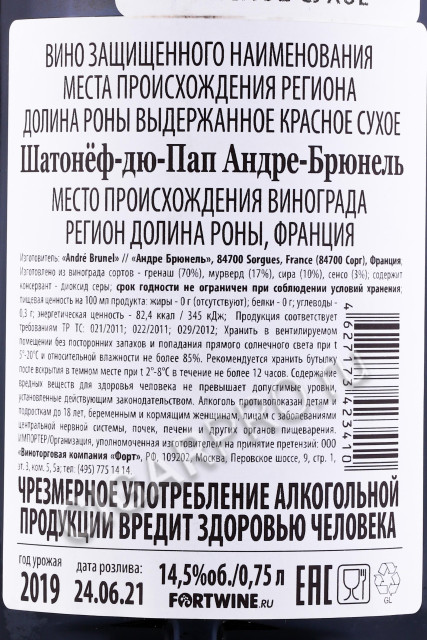 ВИНО ЗАЩИЩЕННОГО НАИМЕНОВАНИЯ
МЕСТА ПРОИСХОЖДЕНИЯ РЕГИОНА
ДОЛИНА РОНЫ ВЫДЕРЖАННОЕ КРАСНОЕ СУХОЕ
Шатонёф-дю-Пап Андре-Брюнель
МЕСТО ПРОИСХОЖДЕНИЯ ВИНОГРАДА
РЕГИОН ДОЛИНА РОНЫ, ФРАНЦИЯ
Изготовитель: «André Brunel» // «Андре Брюнель», 84700 Sorgues, France (84700 Сорг), Франция,
Изготовлено из винограда сортов - гренаш (70%), мурведр (17%), сира (10%), сенсо (3%), содержит
консервант - диоксид серы; срок годности не ограничен при соблюдении условий хранения,
пищевая ценность на 100 мл продукта: жиры - 0 г (отсутствуют); белки - 0 г; углеводы -
0,3 г; энергетическая ценность - 82,4 ккал / 345 кДж; Продукция соответствует
требованиям ТР ТС: 021/2011; 022/2011; 029/2012; Хранить в вентилируемом
помещении без посторонних запахов и попадания прямого солнечного света при t
5°-20°C и относительной влажности не более 85%. Рекомендуется хранить бутылку
после вскрытия в темном месте при t 2°-8°C в течение не более 12 часов. Содержание
вредных веществ для здоровья человека не превышает допустимые уровни,
установленные действующим законодательством. Алкоголь противопоказан детям и
подросткам до 18 лет, беременным и кормящим женщинам, лицам с заболеваниями
центральной нервной системы, почек, печени и других органов пищеварения.
ИМПОРТЕР/Организация, уполномоченная изготовителем на принятие претензий: ООО
«Виноторговая компания «Форт», РФ, 109202, Москва, Перовское шоссе, 9, стр. 1,
эт. 3, ком. 5, 5а; тел. (495) 775 14 14.
4627113423410
ЧРЕЗМЕРНОЕ УПОТРЕБЛЕНИЕ АЛКОГОЛЬНОЙ
ПРОДУКЦИИ ВРЕДИТ ЗДОРОВЬЮ ЧЕЛОВЕКА
год урожая
2019
дата розлива:
24.06.21
14,5%об./0,75 л
FORTWINE.RU
EAC
GL